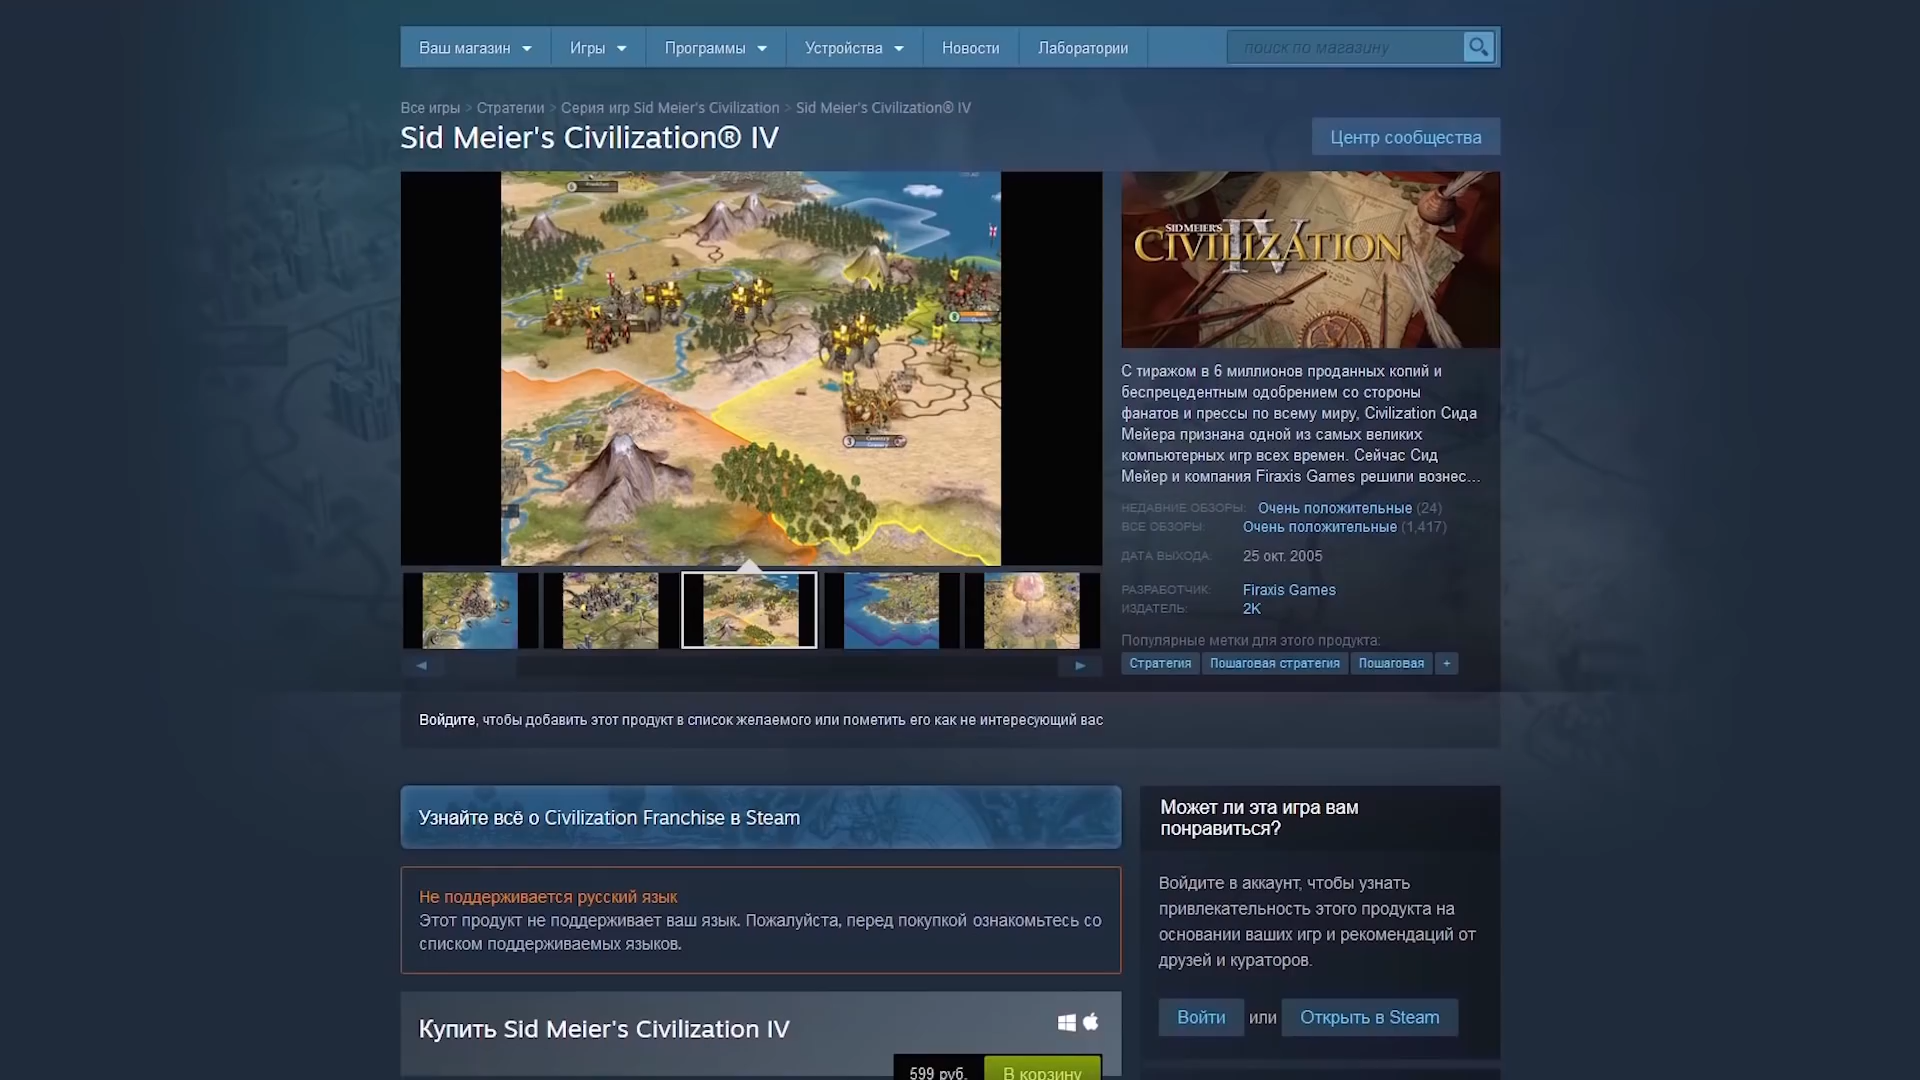 Ваш магазин
Игры
Программы
Устройства
Новости
Лаборатории
поиск по магазину
Все игры > Стратегии > Серия игр Sid Meier's Civilization > Sid Meier's Civilization® IV
Sid Meier's Civilization® IV
Центр сообщества
SID MEIER'S
CIVILIZATION
IV
С тиражом в 6 миллионов проданных копий и
беспрецедентным одобрением со стороны
фанатов и прессы по всему миру, Civilization Сида
Мейера признана одной из самых великих
компьютерных игр всех времен. Сейчас Сид
Мейер и компания Firaxis Games решили вознес...
НЕДАВНИЕ ОБЗОРЫ: Очень положительные (24)
ВСЕ ОБЗОРЫ: Очень положительные (1,417)
ДАТА ВЫХОДА: 25 окт. 2005
РАЗРАБОТЧИК: Firaxis Games
ИЗДАТЕЛЬ: 2K
Популярные метки для этого продукта:
Стратегия Пошаговая стратегия Пошаговая +
Войдите, чтобы добавить этот продукт в список желаемого или пометить его как не интересующий вас
Узнайте всё о Civilization Franchise в Steam
Не поддерживается русский язык
Этот продукт не поддерживает ваш язык. Пожалуйста, перед покупкой ознакомьтесь со
списком поддерживаемых языков.
Купить Sid Meier's Civilization IV
599 руб.
В корзину
Может ли эта игра вам
понравиться?
Войдите в аккаунт, чтобы узнать
привлекательность этого продукта на
основании ваших игр и рекомендаций от
друзей и кураторов.
Войти или Открыть в Steam